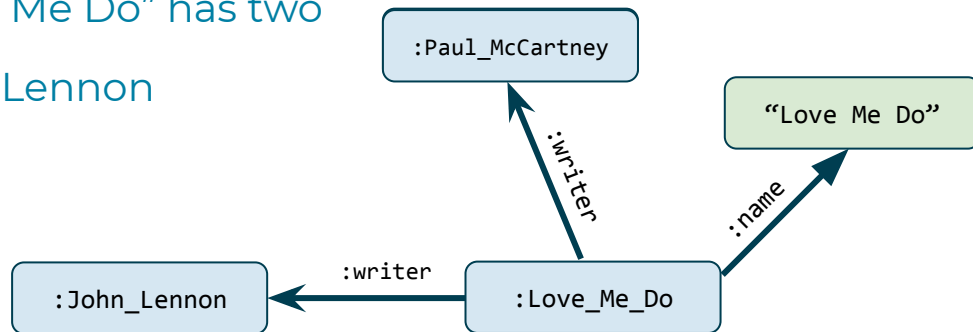 Me Do” has two
:Paul_McCartney
Lennon
“Love Me Do”
:writer
:name
:writer
:John_Lennon
:Love_Me_Do